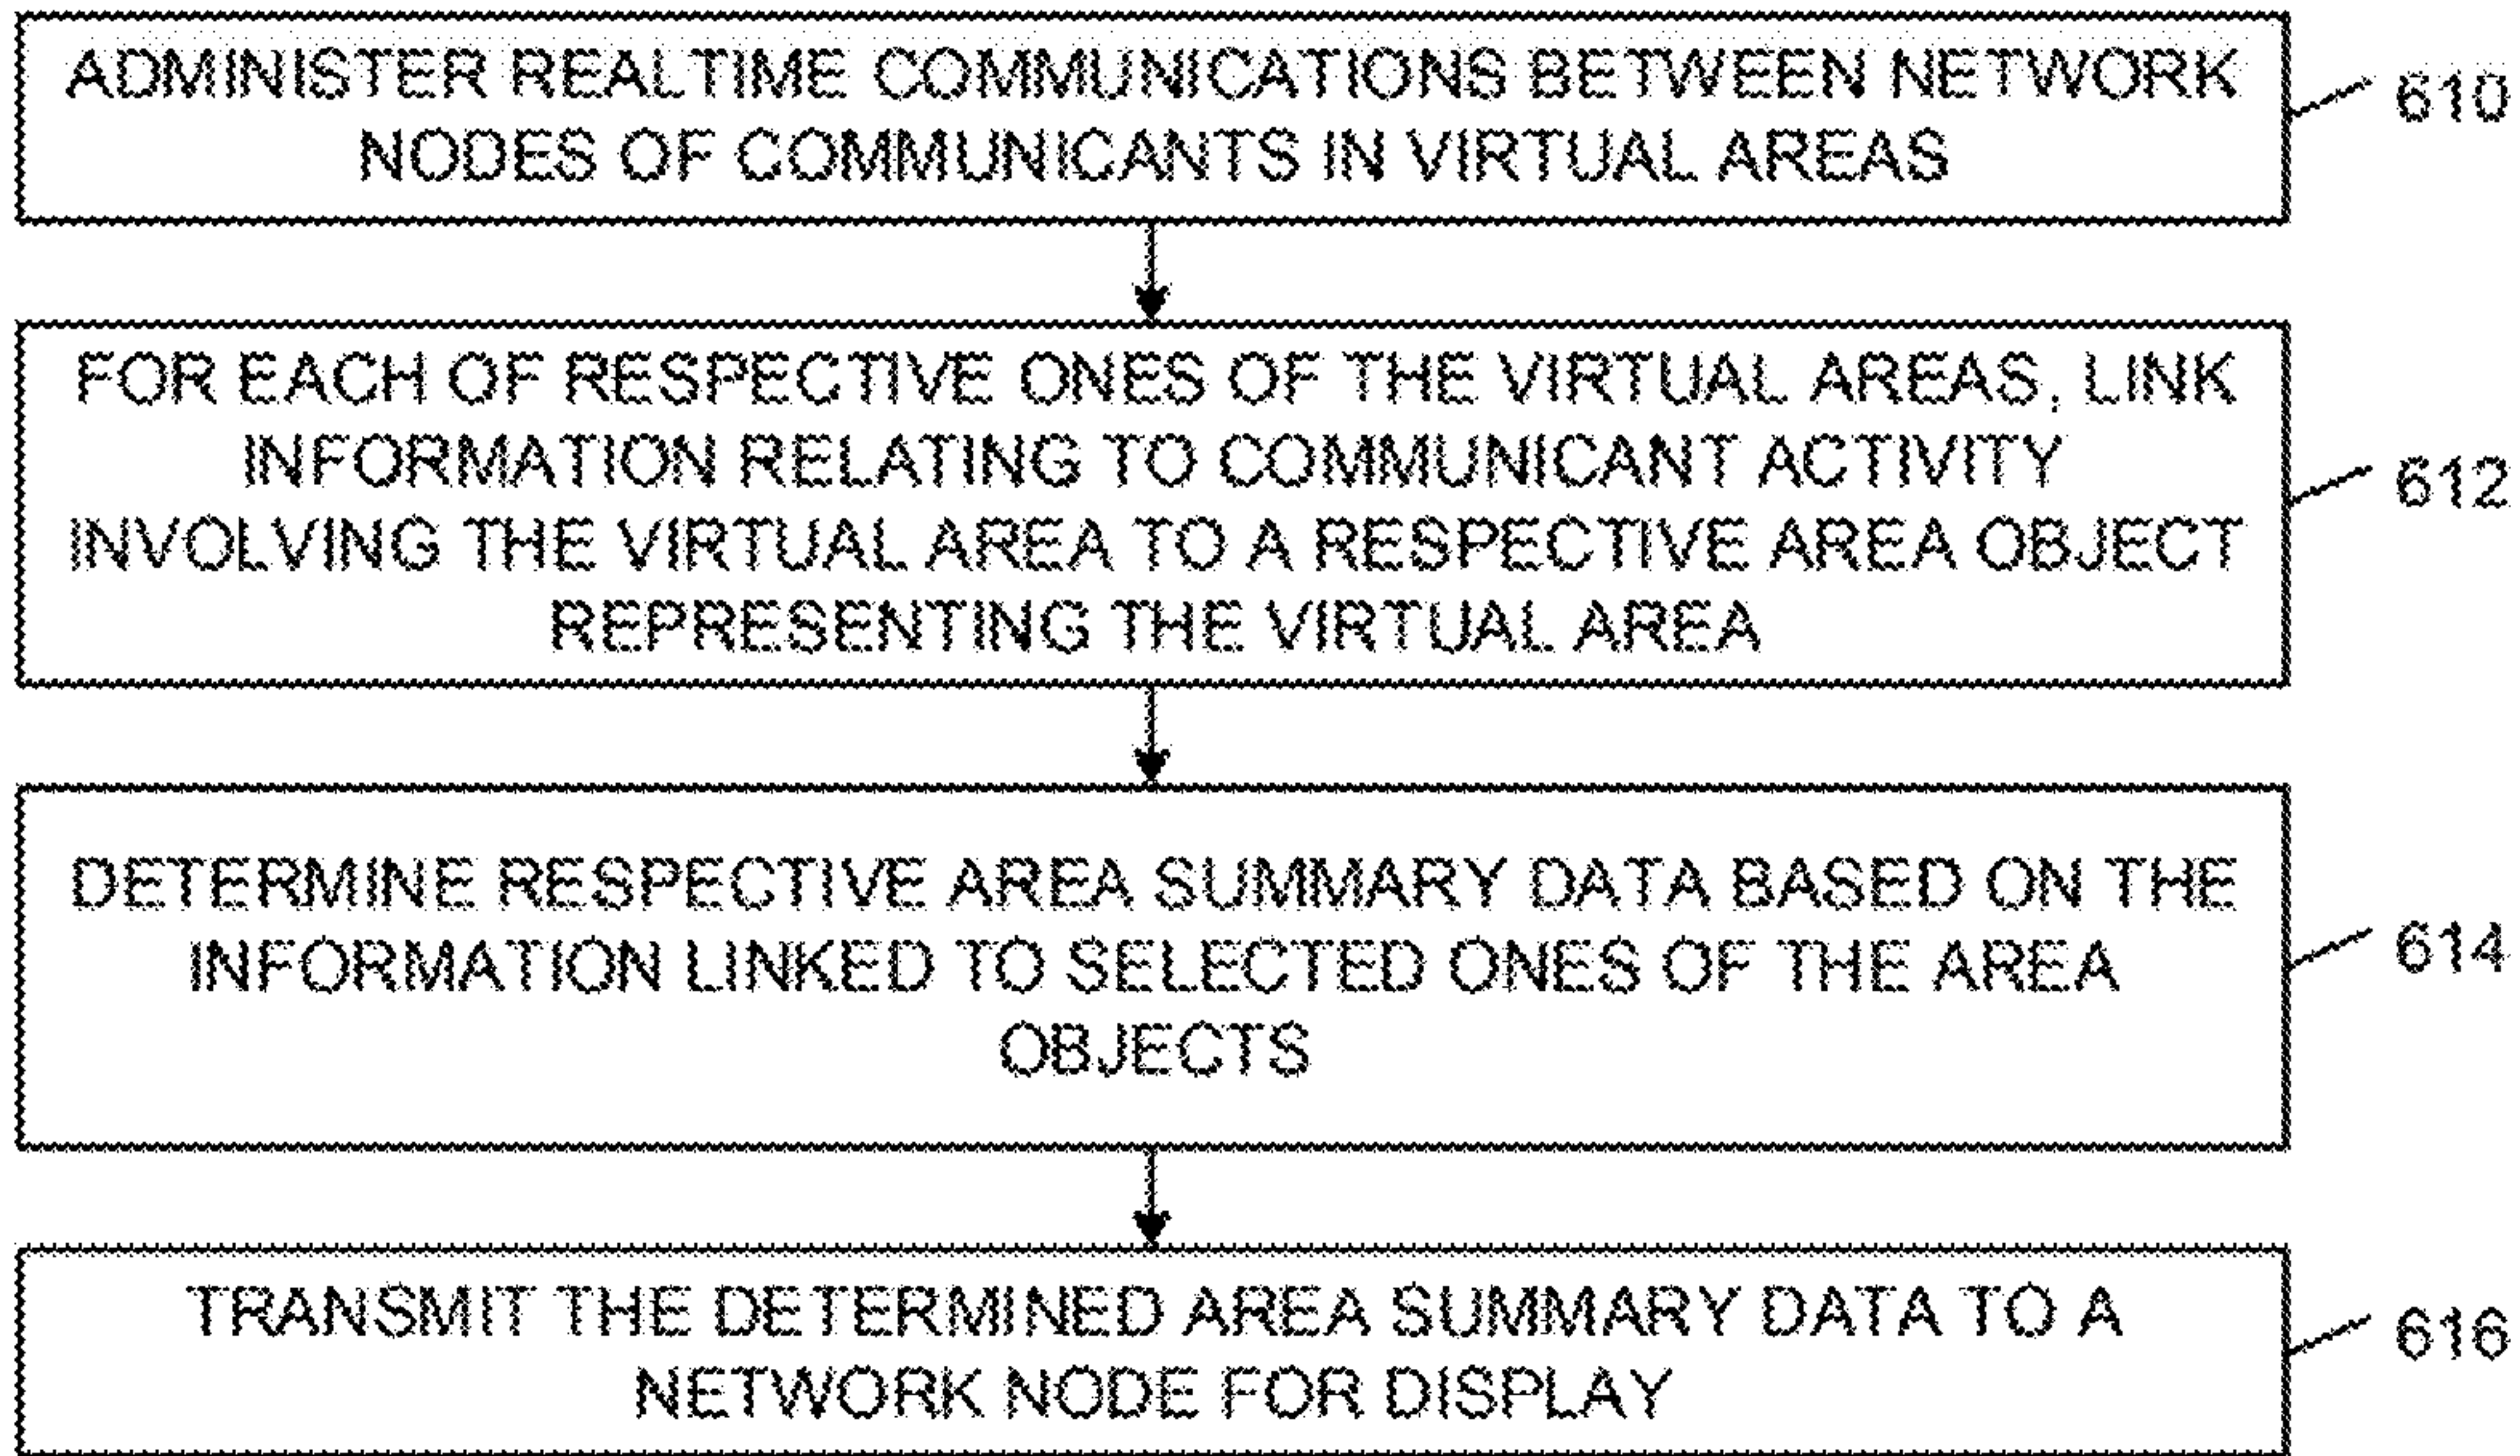 ADMINISTER REALTIME COMMUNICATIONS BETWEEN NETWORK
NODES OF COMMUNICANTS IN VIRTUAL AREAS
610
FOR EACH OF RESPECTIVE ONES OF THE VIRTUAL AREAS, LINK
INFORMATION RELATING TO COMMUNICANT ACTIVITY
INVOLVING THE VIRTUAL AREA TO A RESPECTIVE AREA OBJECT
REPRESENTING THE VIRTUAL AREA
612
DETERMINE RESPECTIVE AREA SUMMARY DATA BASED ON THE
INFORMATION LINKED TO SELECTED ONES OF THE AREA
OBJECTS
614
TRANSMIT THE DETERMINED AREA SUMMARY DATA TO A
NETWORK NODE FOR DISPLAY
616